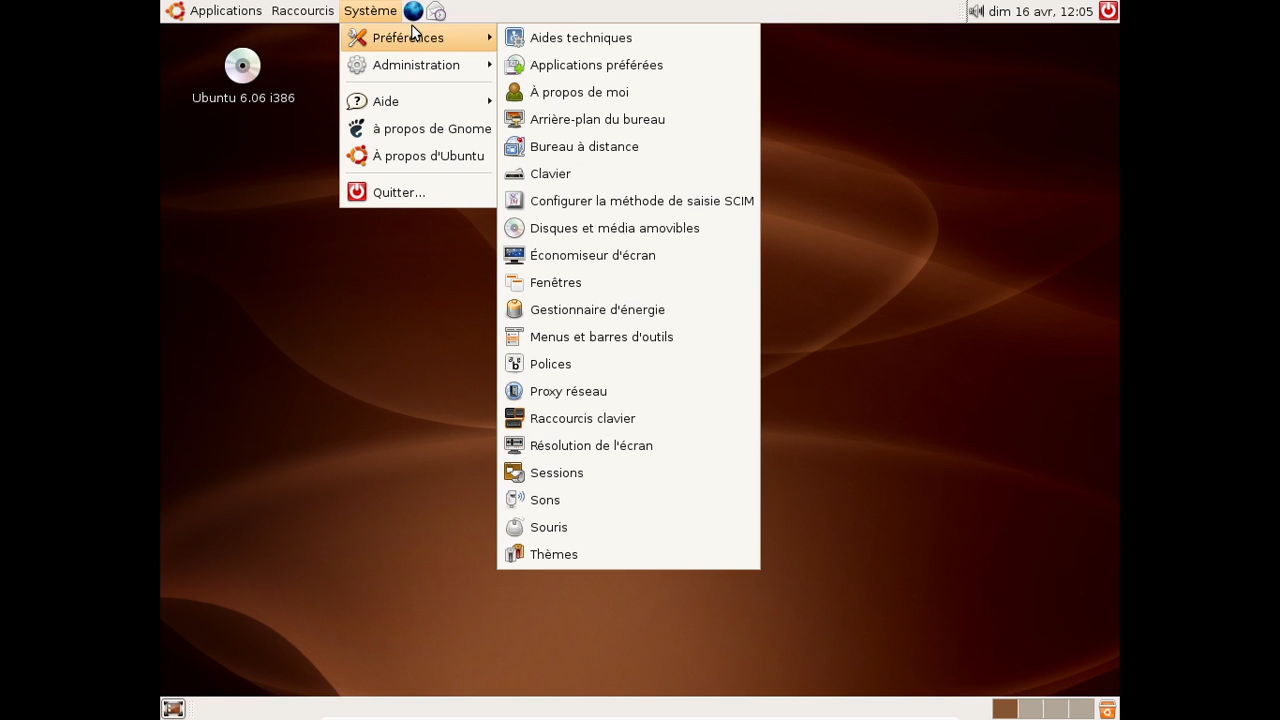 Applications Raccourcis Système dim 16 avr, 12:05
Ubuntu 6.06 i386
Préférences
Administration
Aide
à propos de Gnome
À propos d'Ubuntu
Quitter...
Aides techniques
Applications préférées
À propos de moi
Arrière-plan du bureau
Bureau à distance
Clavier
Configurer la méthode de saisie SCIM
Disques et média amovibles
Économiseur d'écran
Fenêtres
Gestionnaire d'énergie
Menus et barres d'outils
Polices
Proxy réseau
Raccourcis clavier
Résolution de l'écran
Sessions
Sons
Souris
Thèmes